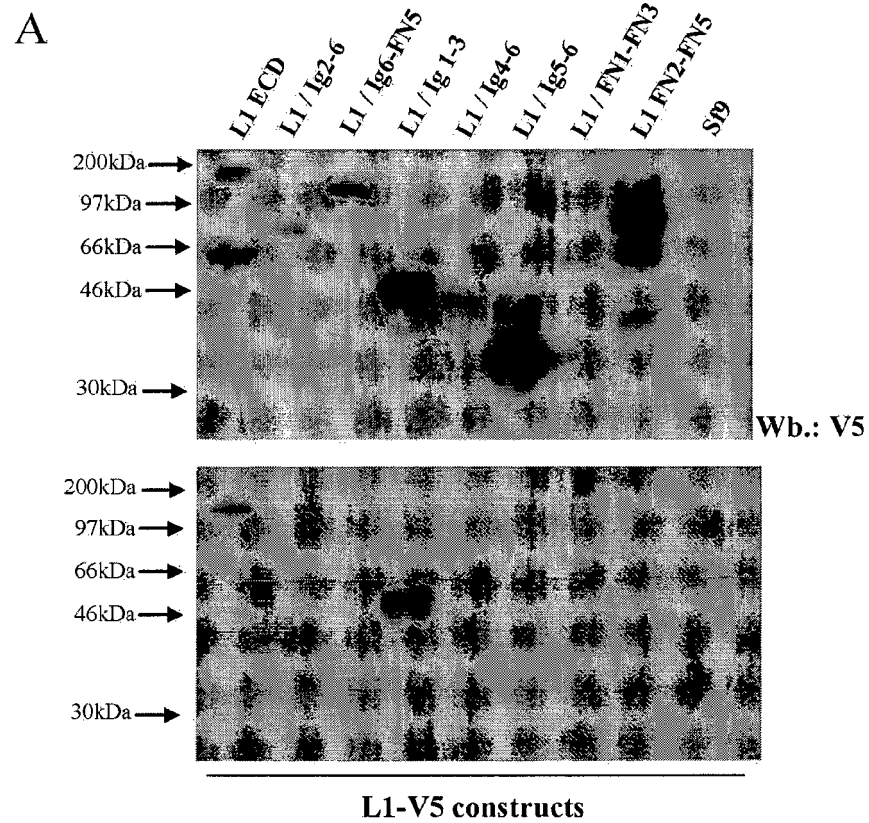 A
L1 ECD
L1 / Ig2-6
L1 / Ig6-FN5
L1 / Ig 1-3
L1 / Ig4-6
L1 / Ig5-6
L1 / FN1-FN3
L1 FN2-FN5
Sf9
200kDa
97kDa
66kDa
46kDa
30kDa
Wb.: V5
200kDa
97kDa
66kDa
46kDa
30kDa
L1-V5 constructs